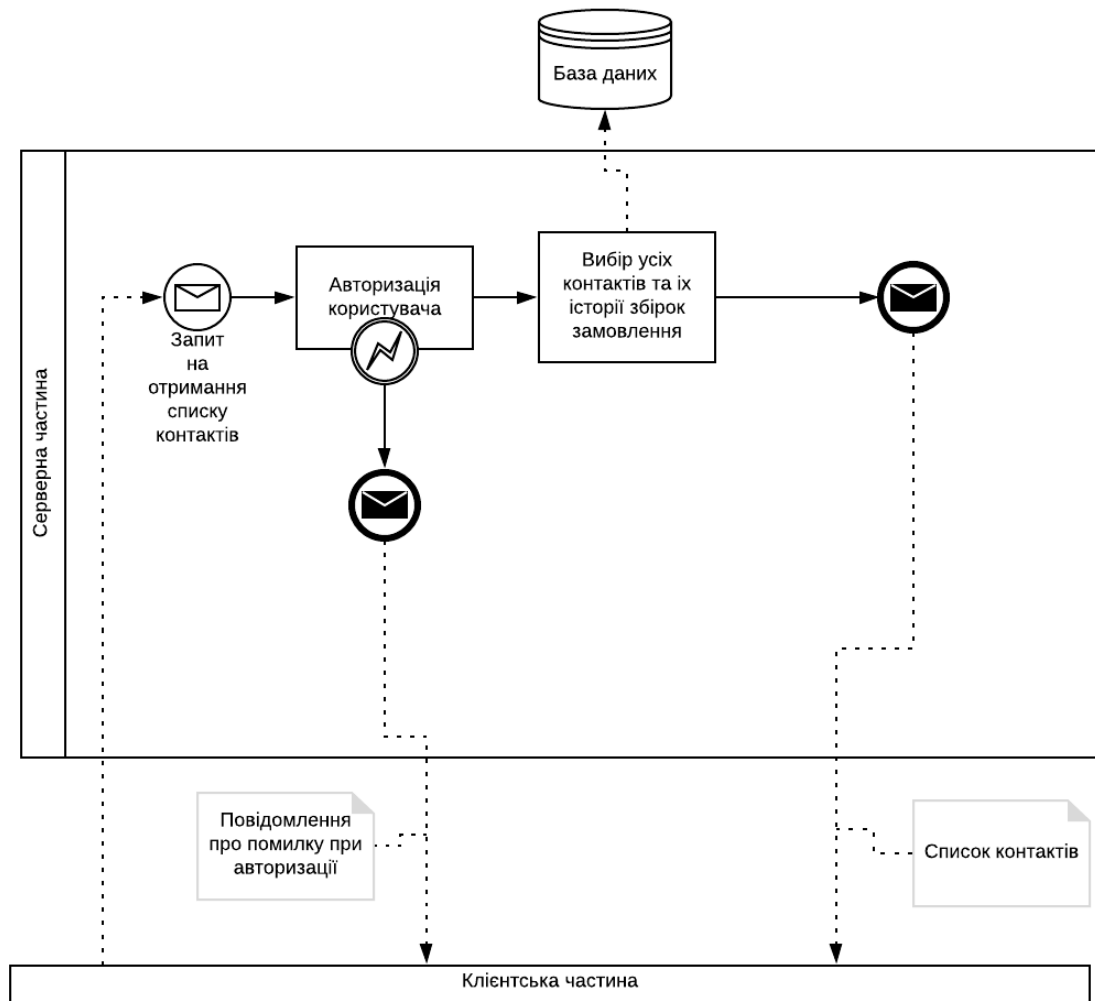 База даних
Серверна частина
Авторизація
користувача
Вибір усіх
контактів та іх
історії збірок
замовлення
Запит
на
отримання
списку
контактів
Повідомлення
про помилку при
авторизації
Список контактів
Клієнтська частина